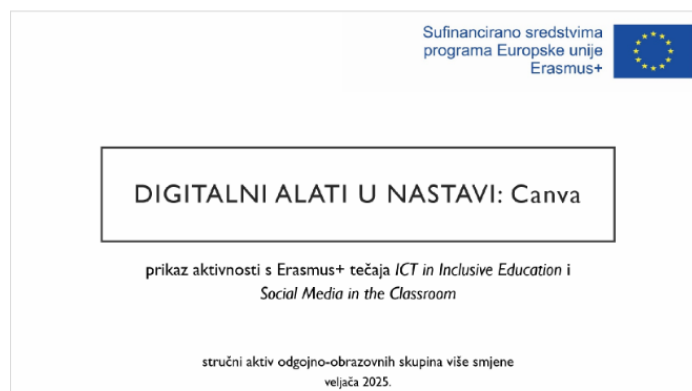 Sufinancirano sredstvima
programa Europske unije
Erasmus+
DIGITALNI ALATI U NASTAVI: Canva
prikaz aktivnosti s Erasmus+ tečaja ICT in Inclusive Education i
Social Media in the Classroom
stručni aktiv odgojno-obrazovnih skupina više smjene
veljača 2025.